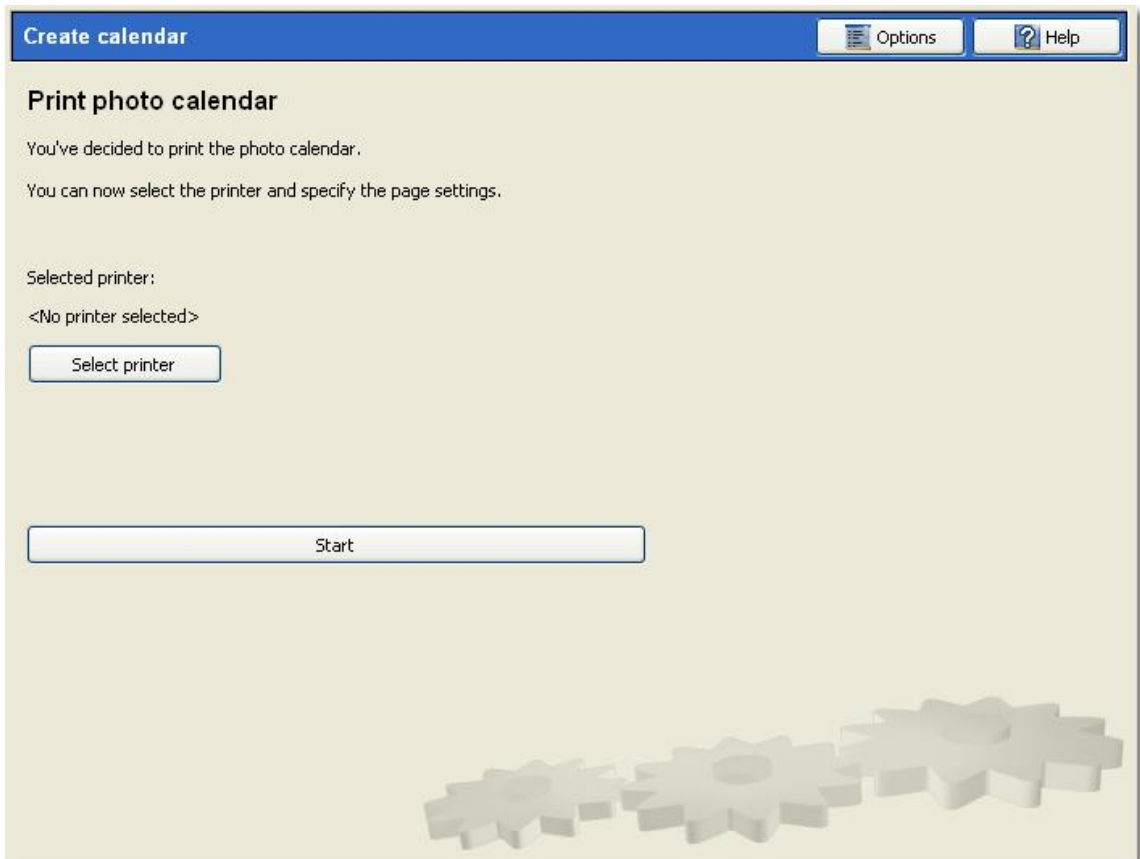 Create calendar
Options
Help
Print photo calendar
You've decided to print the photo calendar.
You can now select the printer and specify the page settings.
Selected printer:
<No printer selected>
Select printer
Start